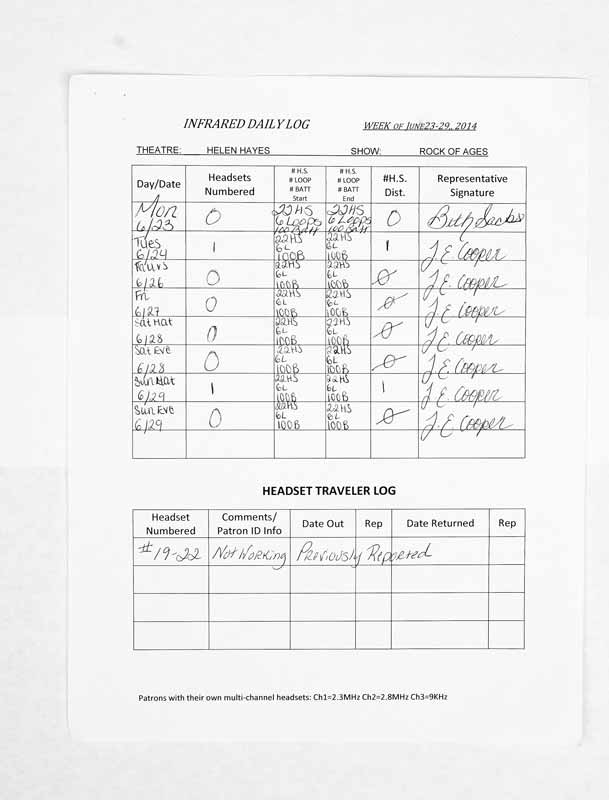 INFRARED DAILY LOG WEEK OF JUNE23-29,, 2014
THEATRE: HELEN HAYES SHOW: ROCK OF AGES
Day/Date Headsets Numbered # H.S. # LOOP # BATT Start # H.S. # LOOP # BATT End #H.S. Dist. Representative Signature
Mon 6/23 0 22HS 6 Loops 100 Batt 22HS 6 Loops 100 Batt 0 Beth Sachs
Tues 6/24 1 22HS 6L 100B 22HS 6L 100B 1 J. E. Cooper
Thurs 6/26 0 22HS 6L 100B 22HS 6L 100B 0 J. E. Cooper
Fri 6/27 0 22HS 6L 100B 22HS 6L 100B 0 J. E. Cooper
Sat Mat 6/28 0 22HS 6L 100B 22HS 6L 100B 0 J. E. Cooper
Sat Eve 6/28 0 22HS 6L 100B 22HS 6L 100B 0 J. E. Cooper
Sun Mat 6/29 1 22HS 6L 100B 22HS 6L 100B 1 J. E. Cooper
Sun Eve 6/29 0 22HS 6L 100B 22HS 6L 100B 0 J. E. Cooper
HEADSET TRAVELER LOG
Headset Numbered Comments/ Patron ID Info Date Out Rep Date Returned Rep
#19-22 Not Working Previously Reported
Patrons with their own multi-channel headsets: Ch1=2.3MHz Ch2=2.8MHz Ch3=9KHz